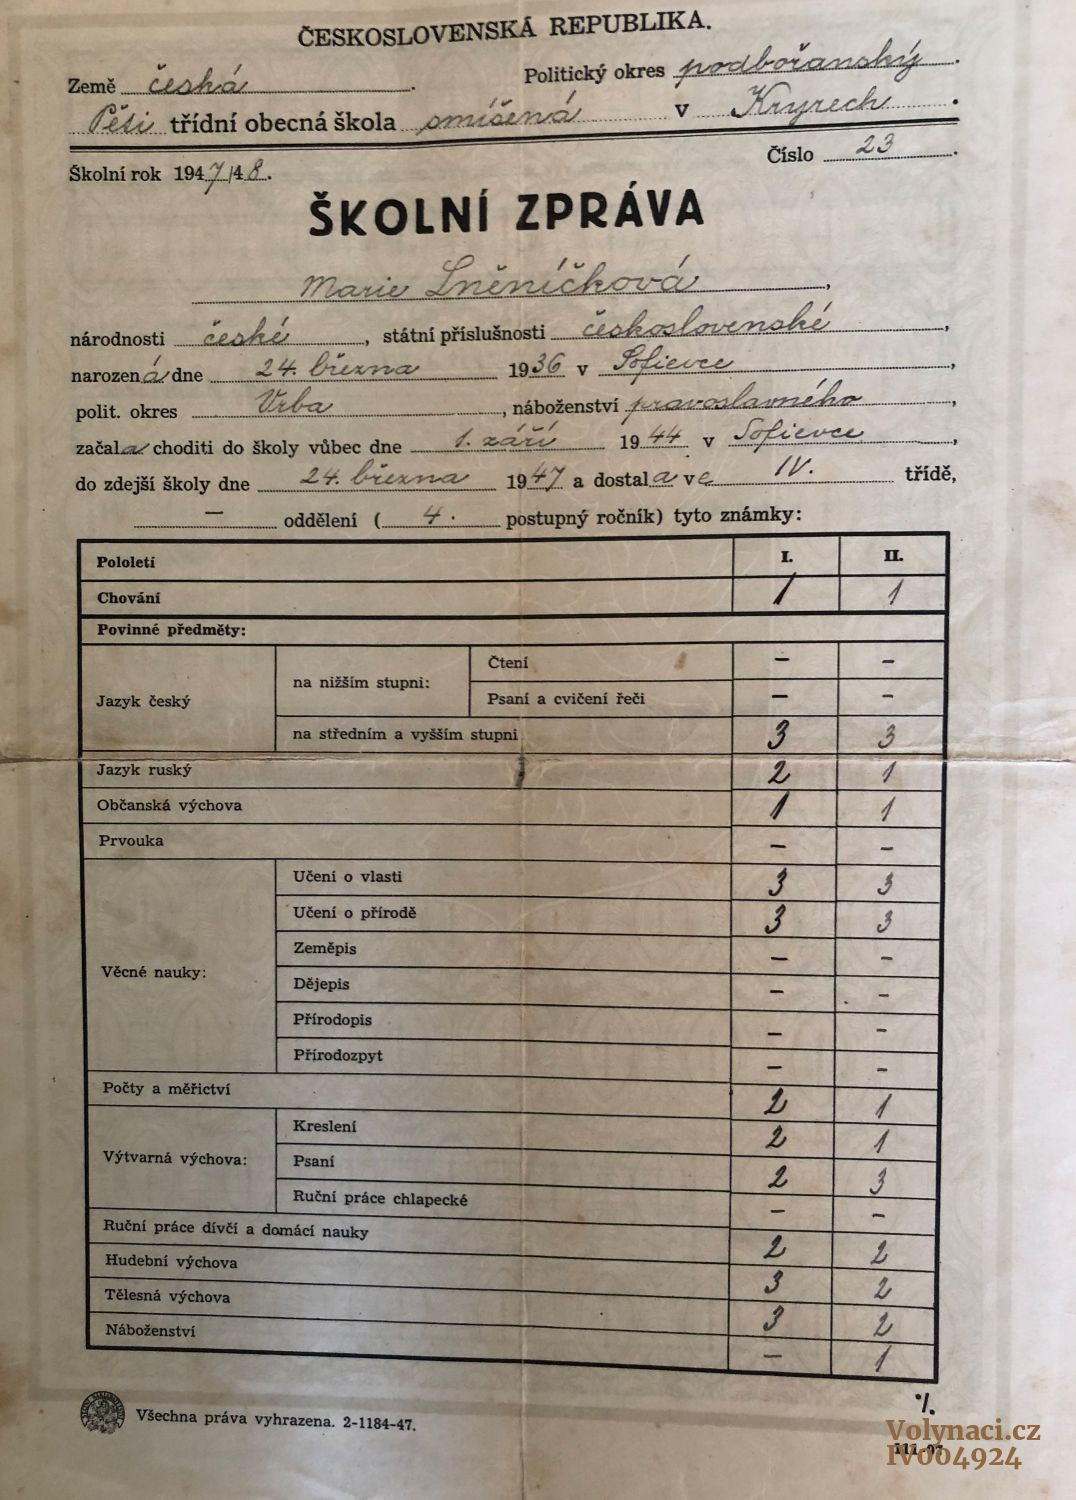 ČESKOSLOVENSKÁ REPUBLIKA.
Země česká. Politický okres podbořanský.
Pěti třídní obecná škola smíšená v Kryrech.
Číslo 23.
Školní rok 1947/48.
ŠKOLNÍ ZPRÁVA
Marie Lněníčková,
národnosti české, státní příslušnosti československé,
narozená dne 24. března 1936 v Sofievce,
polit. okres Vrba, náboženství pravoslavného,
začala choditi do školy vůbec dne 1. září 1944 v Sofievce,
do zdejší školy dne 24. března 1947 a dostala ve IV. třídě,
— oddělení (4. postupný ročník) tyto známky:
Pololetí I. II.
Chování 1 1
Povinné předměty:
Jazyk český na nižším stupni: Čtení – –
Psaní a cvičení řeči – –
na středním a vyšším stupni 3 3
Jazyk ruský 2 1
Občanská výchova 1 1
Prvouka – –
Věcné nauky: Učení o vlasti 3 3
Učení o přírodě 3 3
Zeměpis – –
Dějepis – –
Přírodopis – –
Přírodozpyt – –
Počty a měřictví 2 1
Výtvarná výchova: Kreslení 2 1
Psaní 2 3
Ruční práce chlapecké – –
Ruční práce dívčí a domácí nauky 2 2
Hudební výchova 3 2
Tělesná výchova 3 2
Náboženství – 1
Všechna práva vyhrazena. 2-1184-47.
·/.
Volynaci.cz
IV004924